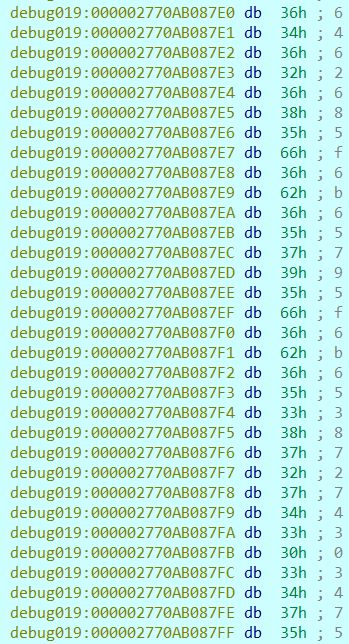 debug019:000002770AB087E0 db 36h ; 6
debug019:000002770AB087E1 db 34h ; 4
debug019:000002770AB087E2 db 36h ; 6
debug019:000002770AB087E3 db 32h ; 2
debug019:000002770AB087E4 db 36h ; 6
debug019:000002770AB087E5 db 38h ; 8
debug019:000002770AB087E6 db 35h ; 5
debug019:000002770AB087E7 db 66h ; f
debug019:000002770AB087E8 db 36h ; 6
debug019:000002770AB087E9 db 62h ; b
debug019:000002770AB087EA db 36h ; 6
debug019:000002770AB087EB db 35h ; 5
debug019:000002770AB087EC db 37h ; 7
debug019:000002770AB087ED db 39h ; 9
debug019:000002770AB087EE db 35h ; 5
debug019:000002770AB087EF db 66h ; f
debug019:000002770AB087F0 db 36h ; 6
debug019:000002770AB087F1 db 62h ; b
debug019:000002770AB087F2 db 36h ; 6
debug019:000002770AB087F3 db 35h ; 5
debug019:000002770AB087F4 db 33h ; 3
debug019:000002770AB087F5 db 38h ; 8
debug019:000002770AB087F6 db 37h ; 7
debug019:000002770AB087F7 db 32h ; 2
debug019:000002770AB087F8 db 37h ; 7
debug019:000002770AB087F9 db 34h ; 4
debug019:000002770AB087FA db 33h ; 3
debug019:000002770AB087FB db 30h ; 0
debug019:000002770AB087FC db 33h ; 3
debug019:000002770AB087FD db 34h ; 4
debug019:000002770AB087FE db 37h ; 7
debug019:000002770AB087FF db 35h ; 5